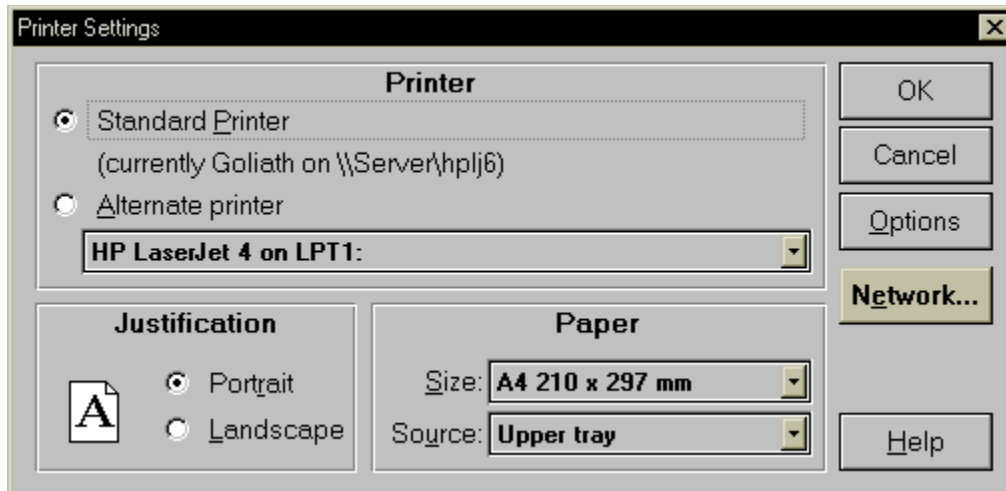 Printer Settings
Printer
Standard Printer
(currently Goliath on \\Server\hplj6)
Alternate printer
HP LaserJet 4 on LPT1:
OK
Cancel
Options
Network...
Justification
A
Portrait
Landscape
Paper
Size: A4 210 x 297 mm
Source: Upper tray
Help